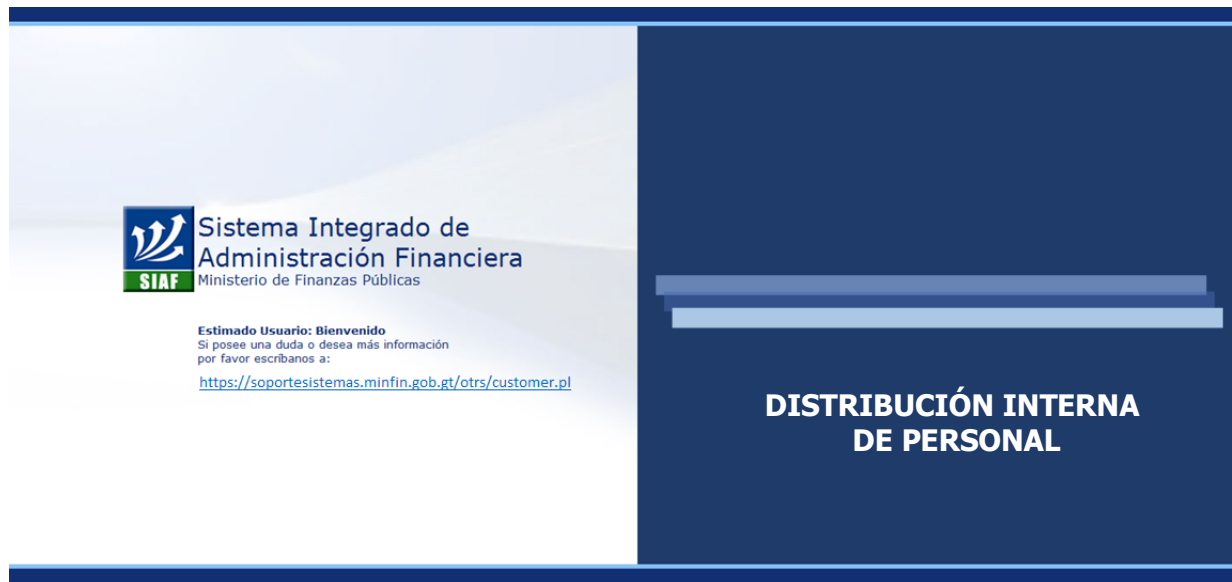 Sistema Integrado de
Administración Financiera
SIAF
Ministerio de Finanzas Públicas
Estimado Usuario: Bienvenido
Si posee una duda o desea más información
por favor escríbanos a:
https://soportesistemas.minfin.gob.gt/otrs/customer.pl
DISTRIBUCIÓN INTERNA
DE PERSONAL